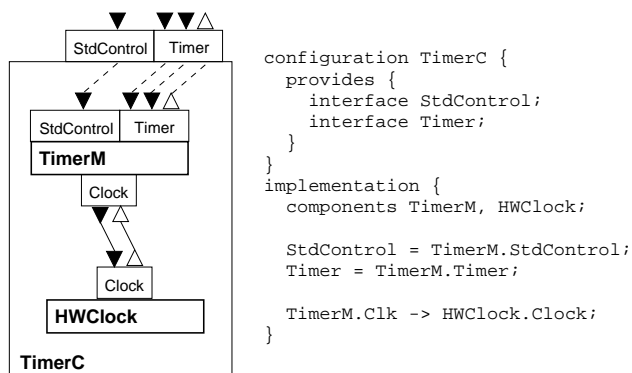 StdControl
Timer
StdControl
Timer
TimerM
Clock
Clock
HWClock
TimerC
configuration TimerC {
  provides {
    interface StdControl;
    interface Timer;
  }
}
implementation {
  components TimerM, HWClock;

  StdControl = TimerM.StdControl;
  Timer = TimerM.Timer;

  TimerM.Clk -> HWClock.Clock;
}